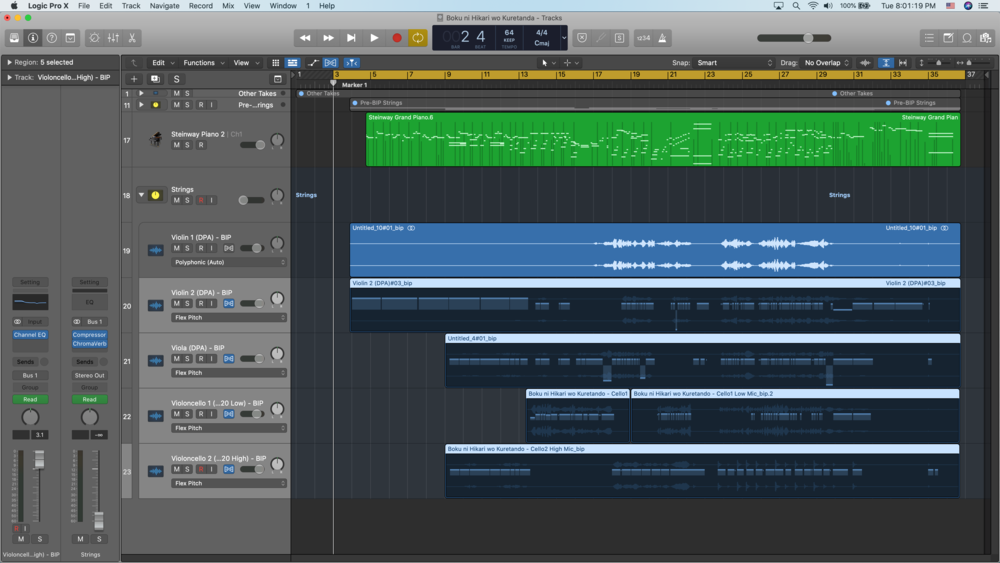 Logic Pro X File Edit Track Navigate Record Mix View Window 1 Help 100% Tue 8:01:19 PM
Boku ni Hikari wo Kuretanda - Tracks
2 4 64 4/4
BAR BEAT KEEP TEMPO Cmaj
1234
Region: 5 selected
Edit Functions View Snap: Smart Drag: No Overlap
Track: Violoncello...High) - BIP
1 3 5 7 9 11 13 15 17 19 21 23 25 27 29 31 33 35 37
Marker 1
1 M S Other Takes
Other Takes Other Takes
11 M S R I Pre-...rings
Pre-BIP Strings Pre-BIP Strings
Steinway Grand Piano.6 Steinway Grand Pian
17 Steinway Piano 2 | Ch1
M S R
18 Strings
M S R I
Strings Strings
19 Violin 1 (DPA) - BIP
M S R I
Polyphonic (Auto)
Untitled_10#01_bip Untitled_10#01_bip
20 Violin 2 (DPA) - BIP
M S R I
Flex Pitch
Violin 2 (DPA)#03_bip Violin 2 (DPA)#03_bip
21 Viola (DPA) - BIP
M S R I
Flex Pitch
Untitled_4#01_bip
22 Violoncello 1 (...20 Low) - BIP
M S R I
Flex Pitch
Boku ni Hikari wo Kuretando - Cello1 Boku ni Hikari wo Kuretando - Cello1 Low Mic_bip.2
23 Violoncello 2 (...20 High) - BIP
M S R I
Flex Pitch
Boku ni Hikari wo Kuretando - Cello2 High Mic_bip
Setting Setting
EQ
Input Bus 1
Channel EQ Compressor
ChromaVerb
Sends Sends
Bus 1 Stereo Out
Group Group
Read Read
3.1 -∞
R I
M S M S
Violoncell...igh) - BIP Strings